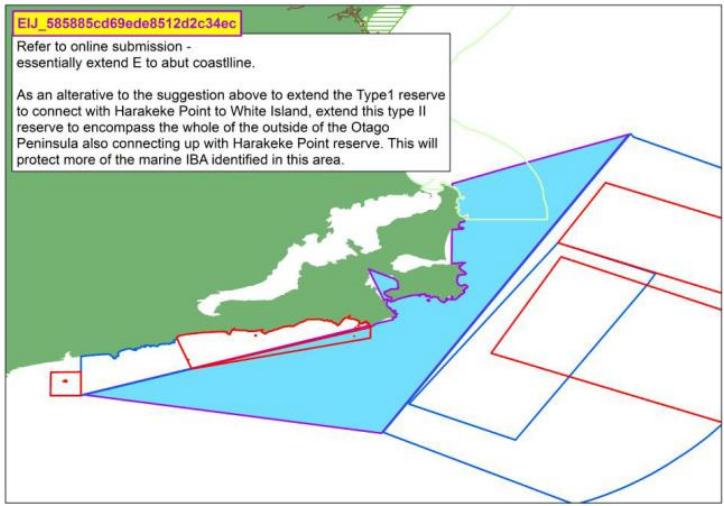 EIJ_585885cd69ede8512d2c34ec
Refer to online submission -
essentially extend E to abut coastlline.
As an alterative to the suggestion above to extend the Type1 reserve
to connect with Harakeke Point to White Island, extend this type II
reserve to encompass the whole of the outside of the Otago
Peninsula also connecting up with Harakeke Point reserve. This will
protect more of the marine IBA identified in this area.